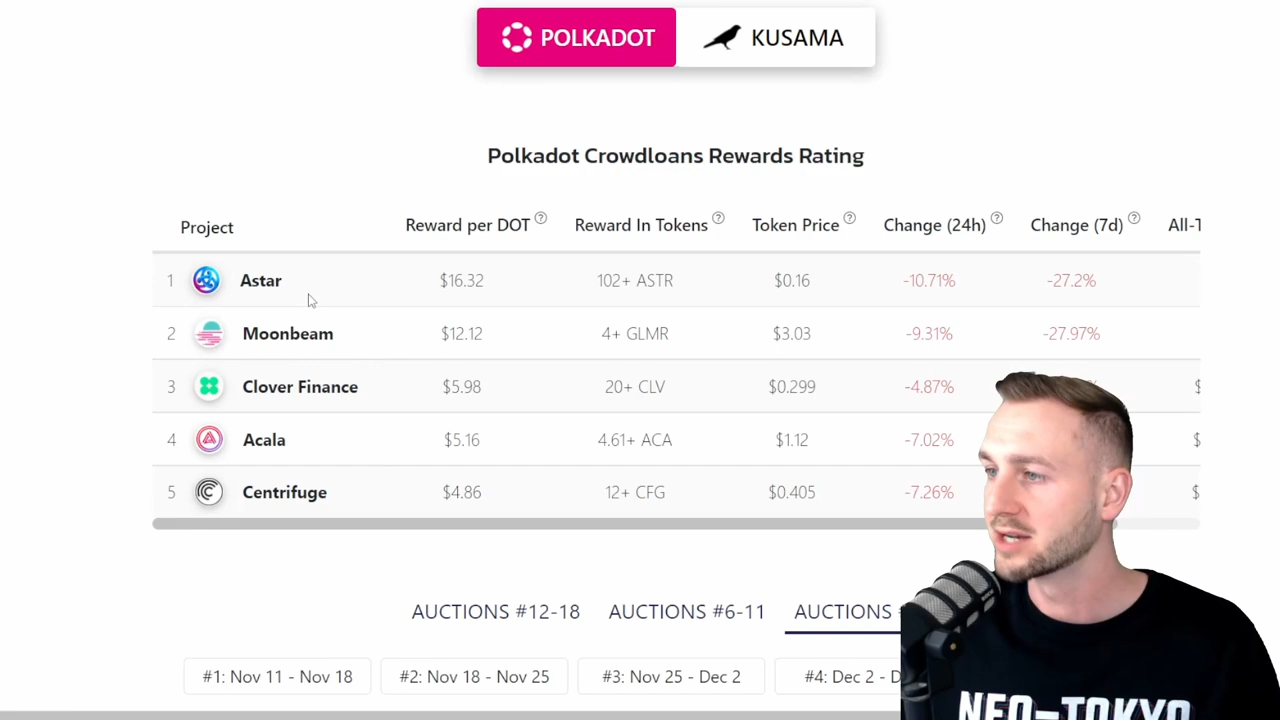 POLKADOT KUSAMA
Polkadot Crowdloans Rewards Rating
Project Reward per DOT ? Reward In Tokens ? Token Price ? Change (24h) ? Change (7d) ? All-T
1 Astar $16.32 102+ ASTR $0.16 -10.71% -27.2%
2 Moonbeam $12.12 4+ GLMR $3.03 -9.31% -27.97%
3 Clover Finance $5.98 20+ CLV $0.299 -4.87% % $
4 Acala $5.16 4.61+ ACA $1.12 -7.02% $
5 Centrifuge $4.86 12+ CFG $0.405 -7.26% $
AUCTIONS #12-18 AUCTIONS #6-11 AUCTIONS
#1: Nov 11 - Nov 18 #2: Nov 18 - Nov 25 #3: Nov 25 - Dec 2 #4: Dec 2 - D
NEO-TOKYO